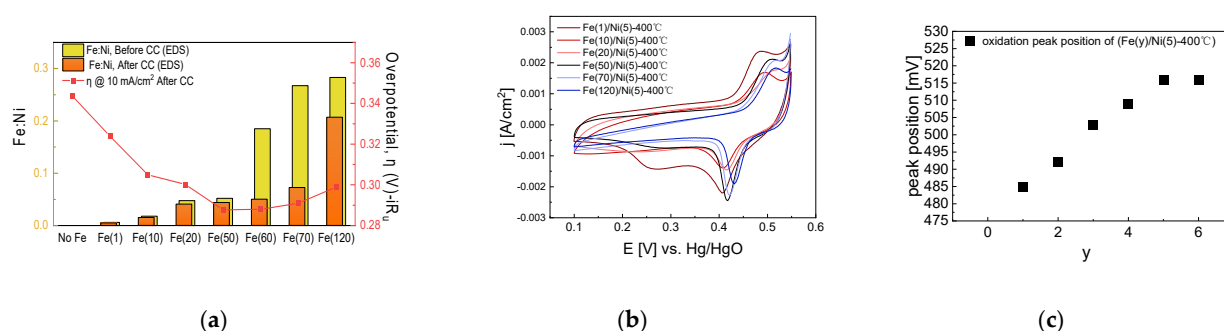 Fe:Ni, Before CC (EDS)
Fe:Ni, After CC (EDS)
η @ 10 mA/cm² After CC
Fe:Ni
0.3
0.2
0.1
0.0
No Fe Fe(1) Fe(10) Fe(20) Fe(50) Fe(60) Fe(70) Fe(120)
0.36
0.34
0.32
0.30
0.28
Overpotential, η (V)-iRu
(a)
Fe(1)/Ni(5)-400℃
Fe(10)/Ni(5)-400℃
Fe(20)/Ni(5)-400℃
Fe(50)/Ni(5)-400℃
Fe(70)/Ni(5)-400℃
Fe(120)/Ni(5)-400℃
j [A/cm²]
0.003
0.002
0.001
0.000
-0.001
-0.002
-0.003
0.1 0.2 0.3 0.4 0.5 0.6
E [V] vs. Hg/HgO
(b)
oxidation peak position of (Fe(y)/Ni(5)-400℃)
peak position [mV]
530
525
520
515
510
505
500
495
490
485
480
475
0 2 4 6
y
(c)